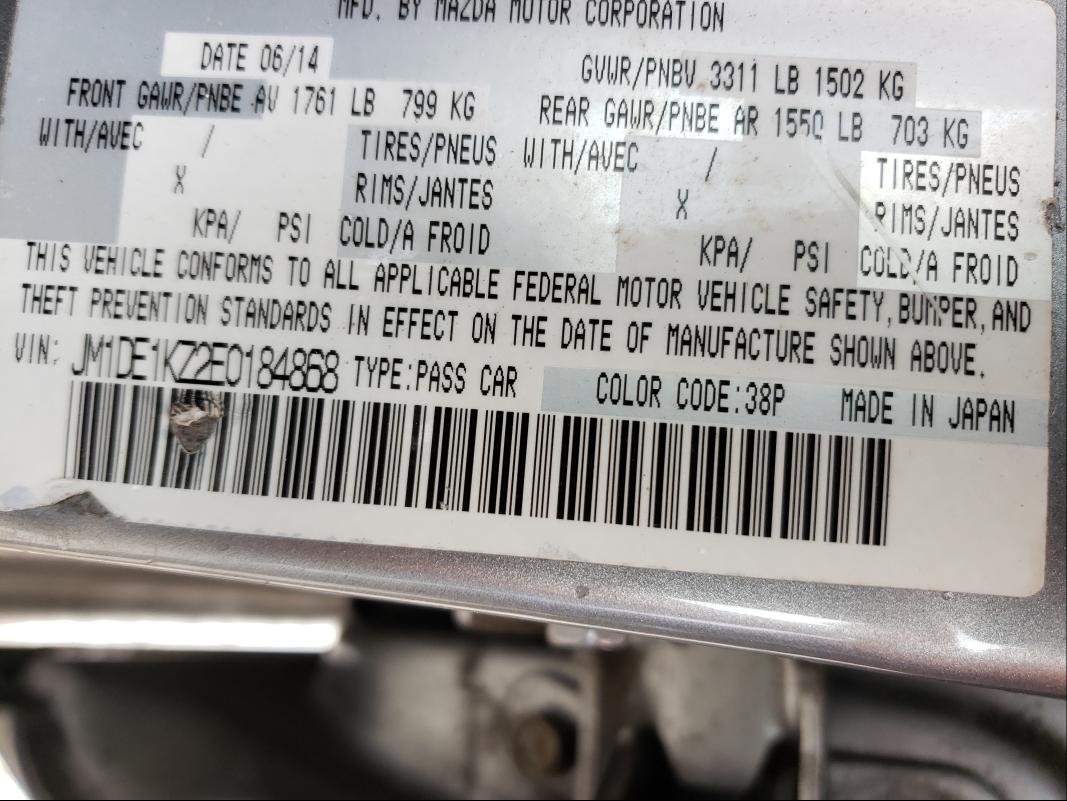 MFD. BY MAZDA MOTOR CORPORATION
DATE 06/14 GVWR/PNBV 3311 LB 1502 KG
FRONT GAWR/PNBE AV 1761 LB 799 KG REAR GAWR/PNBE AR 1550 LB 703 KG
WITH/AVEC / TIRES/PNEUS WITH/AVEC / TIRES/PNEUS
X RIMS/JANTES X RIMS/JANTES
KPA/ PSI COLD/A FROID KPA/ PSI COLD/A FROID
THIS VEHICLE CONFORMS TO ALL APPLICABLE FEDERAL MOTOR VEHICLE SAFETY, BUMPER, AND
THEFT PREVENTION STANDARDS IN EFFECT ON THE DATE OF MANUFACTURE SHOWN ABOVE.
VIN: JM1DE1KZ2E0184868 TYPE:PASS CAR COLOR CODE:38P MADE IN JAPAN